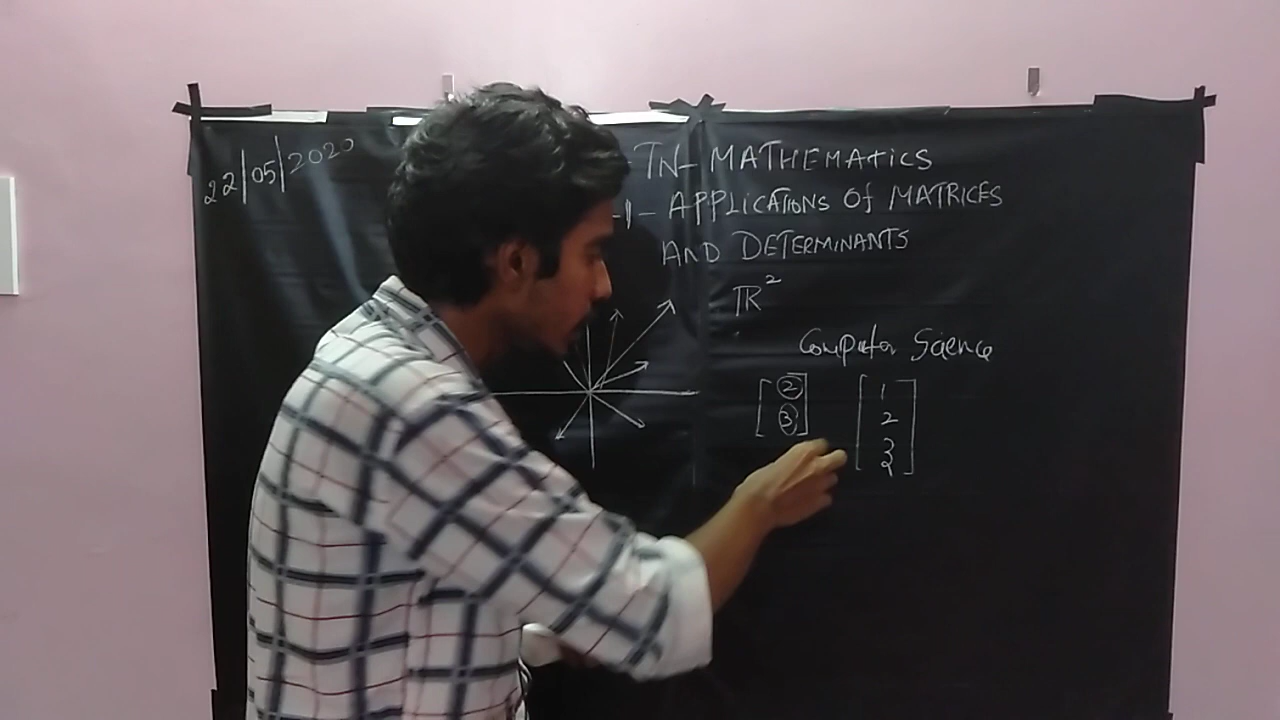 22/05/2020
TN- MATHEMATICS
-1- APPLICATIONS Of MATRICES
AND DETERMINANTS
ℝ²
Computer Science
2 1
3 2
3